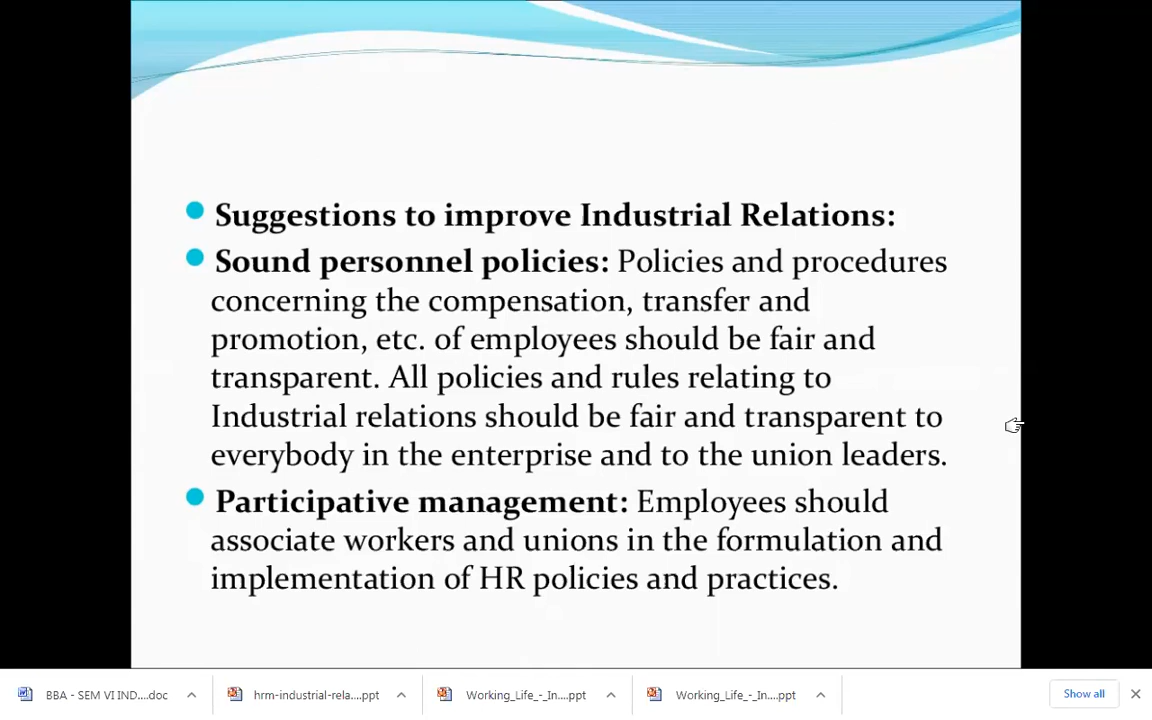 Suggestions to improve Industrial Relations:
Sound personnel policies: Policies and procedures
concerning the compensation, transfer and
promotion, etc. of employees should be fair and
transparent. All policies and rules relating to
Industrial relations should be fair and transparent to
everybody in the enterprise and to the union leaders.
Participative management: Employees should
associate workers and unions in the formulation and
implementation of HR policies and practices.
BBA - SEM VI IND....doc
hrm-industrial-rela....ppt
Working_Life_-_In....ppt
Working_Life_-_In....ppt
Show all